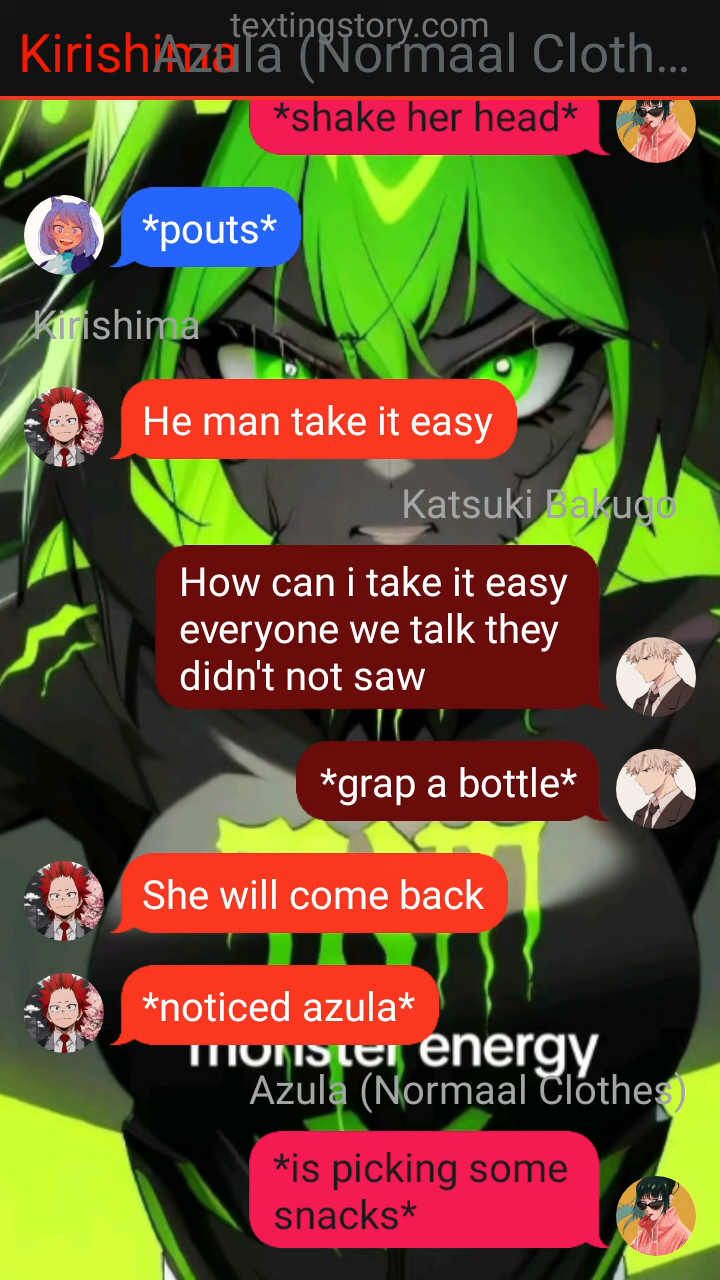 textingstory.com
Kirishima
Azula (Normaal Cloth...
*shake her head*
*pouts*
Kirishima
He man take it easy
Katsuki Bakugo
How can i take it easy
everyone we talk they
didn't not saw
*grap a bottle*
She will come back
*noticed azula*
monster energy
Azula (Normaal Clothes)
*is picking some
snacks*